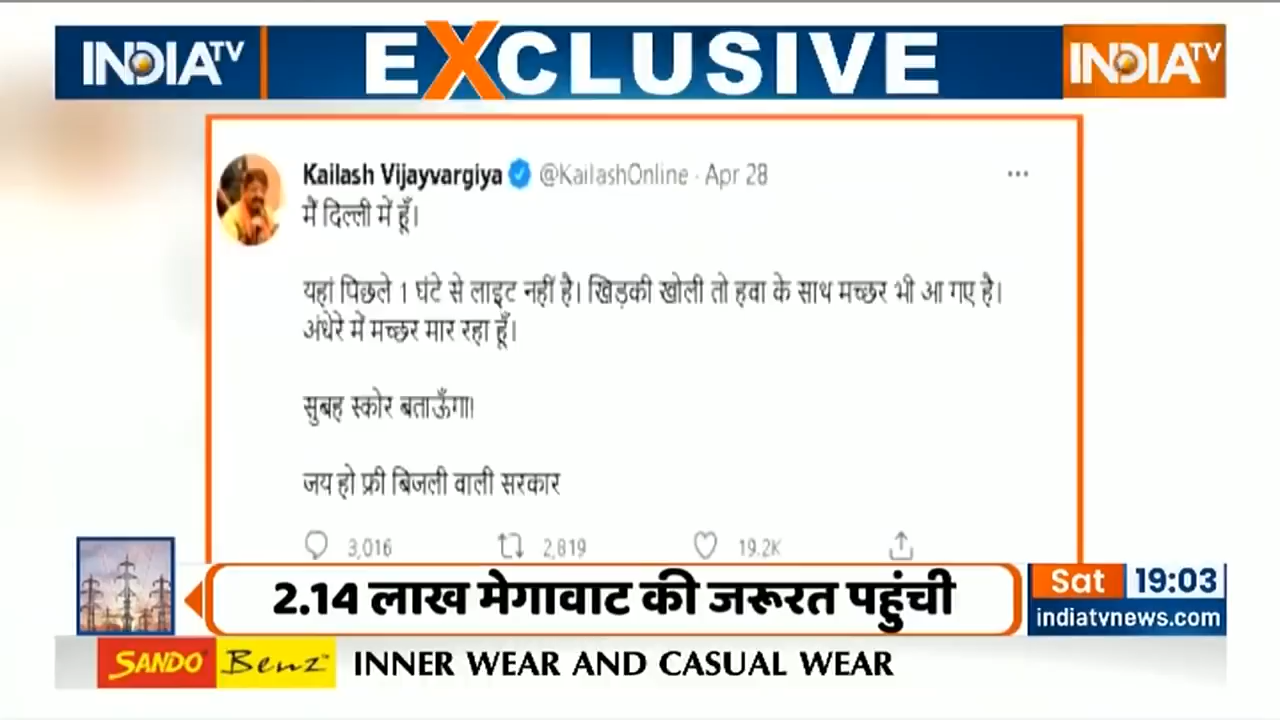 INDIA TV
EXCLUSIVE
INDIA TV
Kailash Vijayvargiya @KailashOnline · Apr 28
मैं दिल्ली में हूँ।
यहां पिछले 1 घंटे से लाइट नहीं है। खिड़की खोली तो हवा के साथ मच्छर भी आ गए है।
अंधेरे में मच्छर मार रहा हूँ।
सुबह स्कोर बताऊँगा।
जय हो फ्री बिजली वाली सरकार
3,016 2,819 19.2K
2.14 लाख मेगावाट की जरूरत पहुंची
Sat 19:03
indiatvnews.com
SANDO Benz INNER WEAR AND CASUAL WEAR